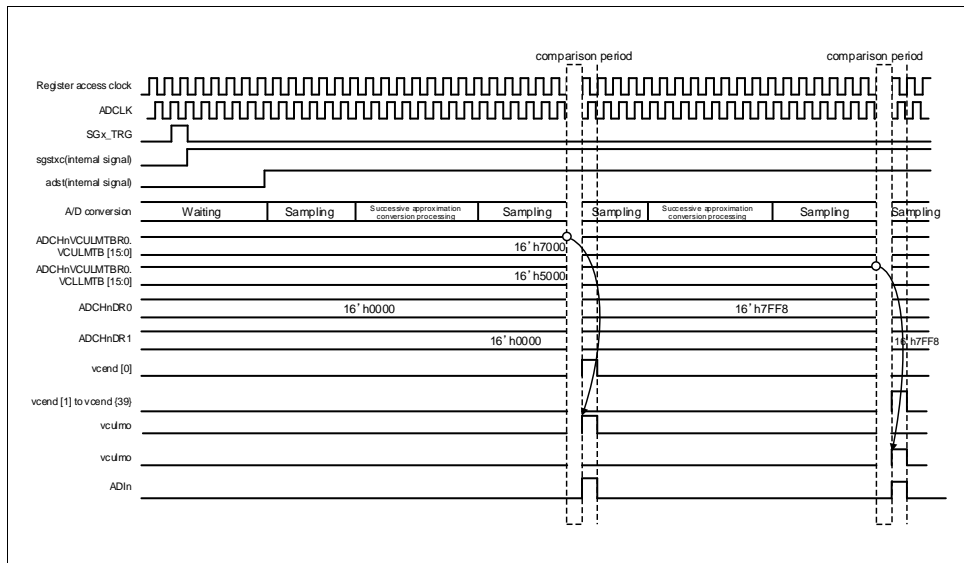 comparison period
comparison period
Register access clock
ADCLK
SGx_TRG
sgstxc(internal signal)
adst(internal signal)
A/D conversion
Waiting
Sampling
Successive approximation
conversion processing
Sampling
Sampling
Successive approximation
conversion processing
Sampling
Sampling
ADCHnVCULMTBR0.
VCULMTB [15:0]
16'h7000
ADCHnVCULMTBR0.
VCLLMTB [15:0]
16'h5000
ADCHnDR0
16'h0000
16'h7FF8
ADCHnDR1
16'h0000
16'h7FF8
vcend [0]
vcend [1] to vcend {39]
vculmo
vculmo
ADIn